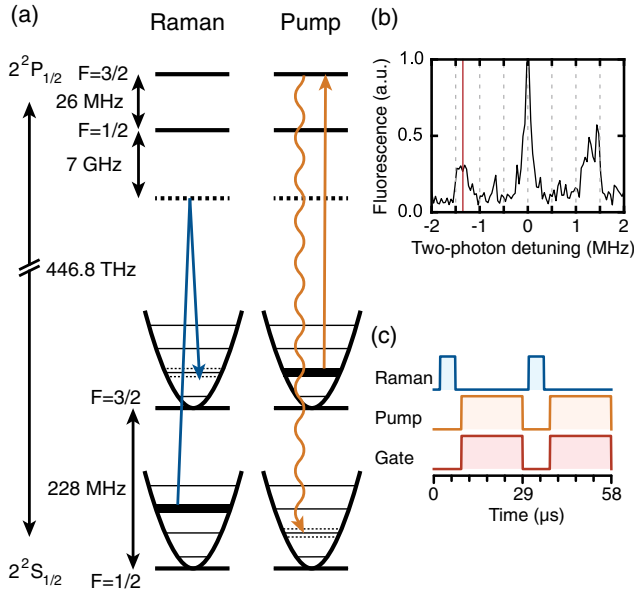 (a)
Raman
Pump
2²P₁/₂
F=3/2
26 MHz
F=1/2
7 GHz
446.8 THz
F=3/2
228 MHz
2²S₁/₂
F=1/2
(b)
Fluorescence (a.u.)
1.0
0.5
0.0
-2 -1 0 1 2
Two-photon detuning (MHz)
(c)
Raman
Pump
Gate
0 29 58
Time (µs)